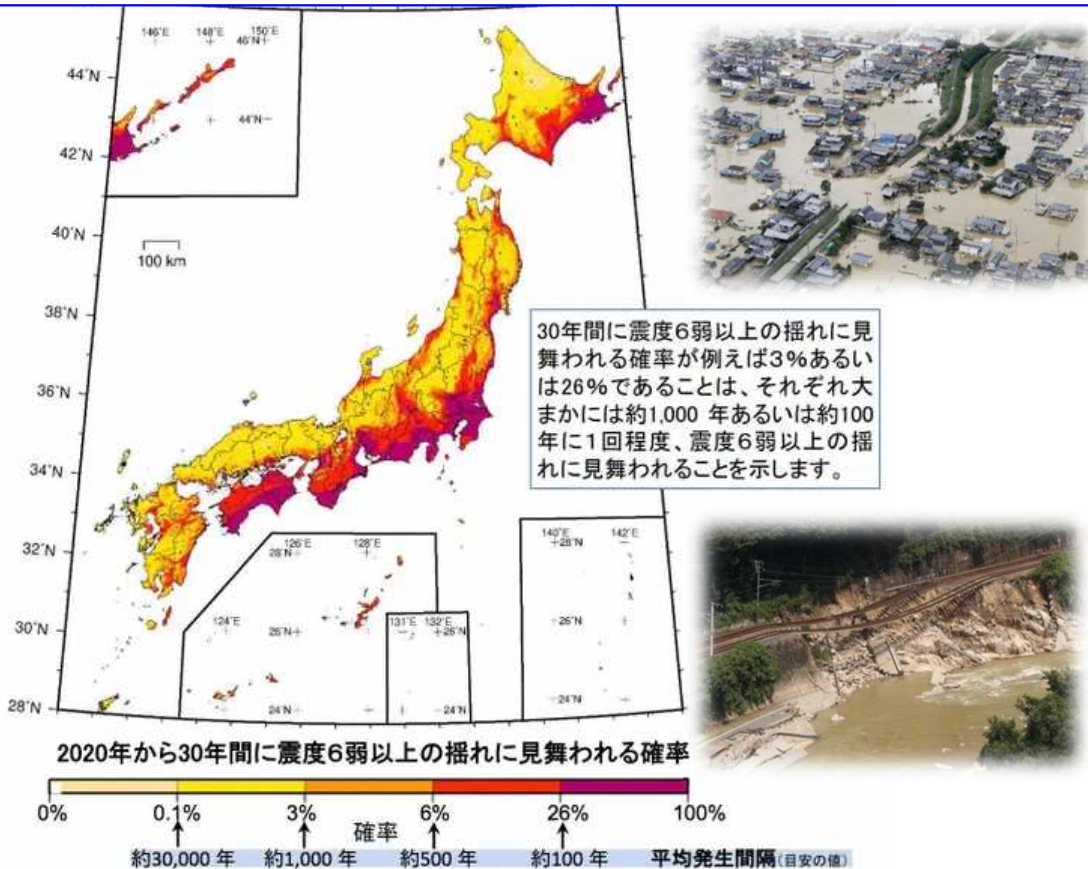 146°E 148°E 150°E
46°N
44°N
44°N
42°N
40°N
38°N
36°N
34°N
32°N
30°N
28°N
100 km
30年間に震度6弱以上の揺れに見
舞われる確率が例えば3%あるい
は26%であることは、それぞれ大
まかには約1,000 年あるいは約100
年に1回程度、震度6弱以上の揺
れに見舞われることを示します。
126°E 128°E
28°N
124°E
26°N
24°N
131°E 132°E
26°N
24°N
140°E 142°E
28°N
26°N
24°N
2020年から30年間に震度6弱以上の揺れに見舞われる確率
0% 0.1% 3% 6% 26% 100%
確率
約30,000 年 約1,000 年 約500 年 約100 年 平均発生間隔(目安の値)